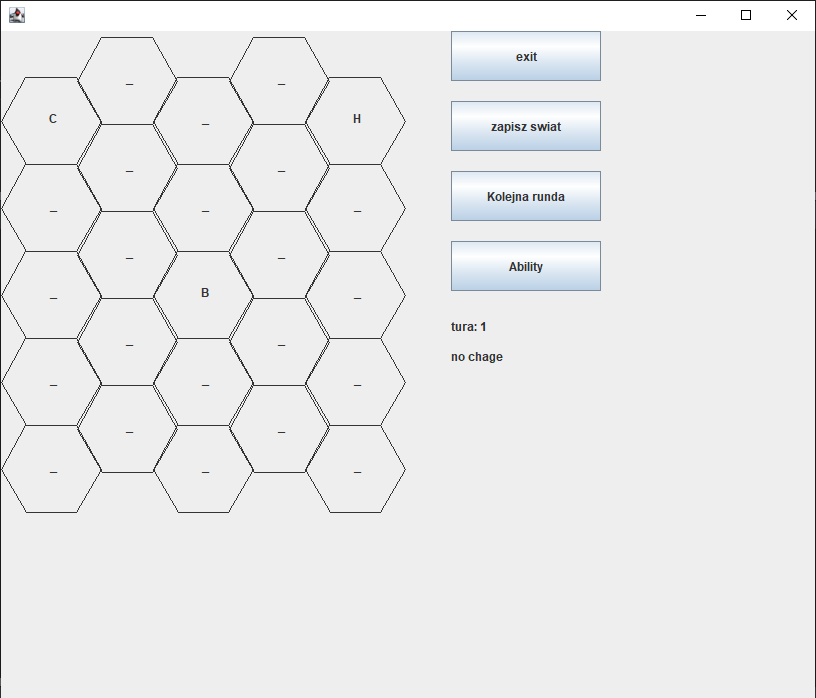 _ _
C _ H
_ _
_ _ _
_ _
_ B _
_ _
_ _ _
_ _
_ _ _
exit
zapisz swiat
Kolejna runda
Ability
tura: 1
no chage